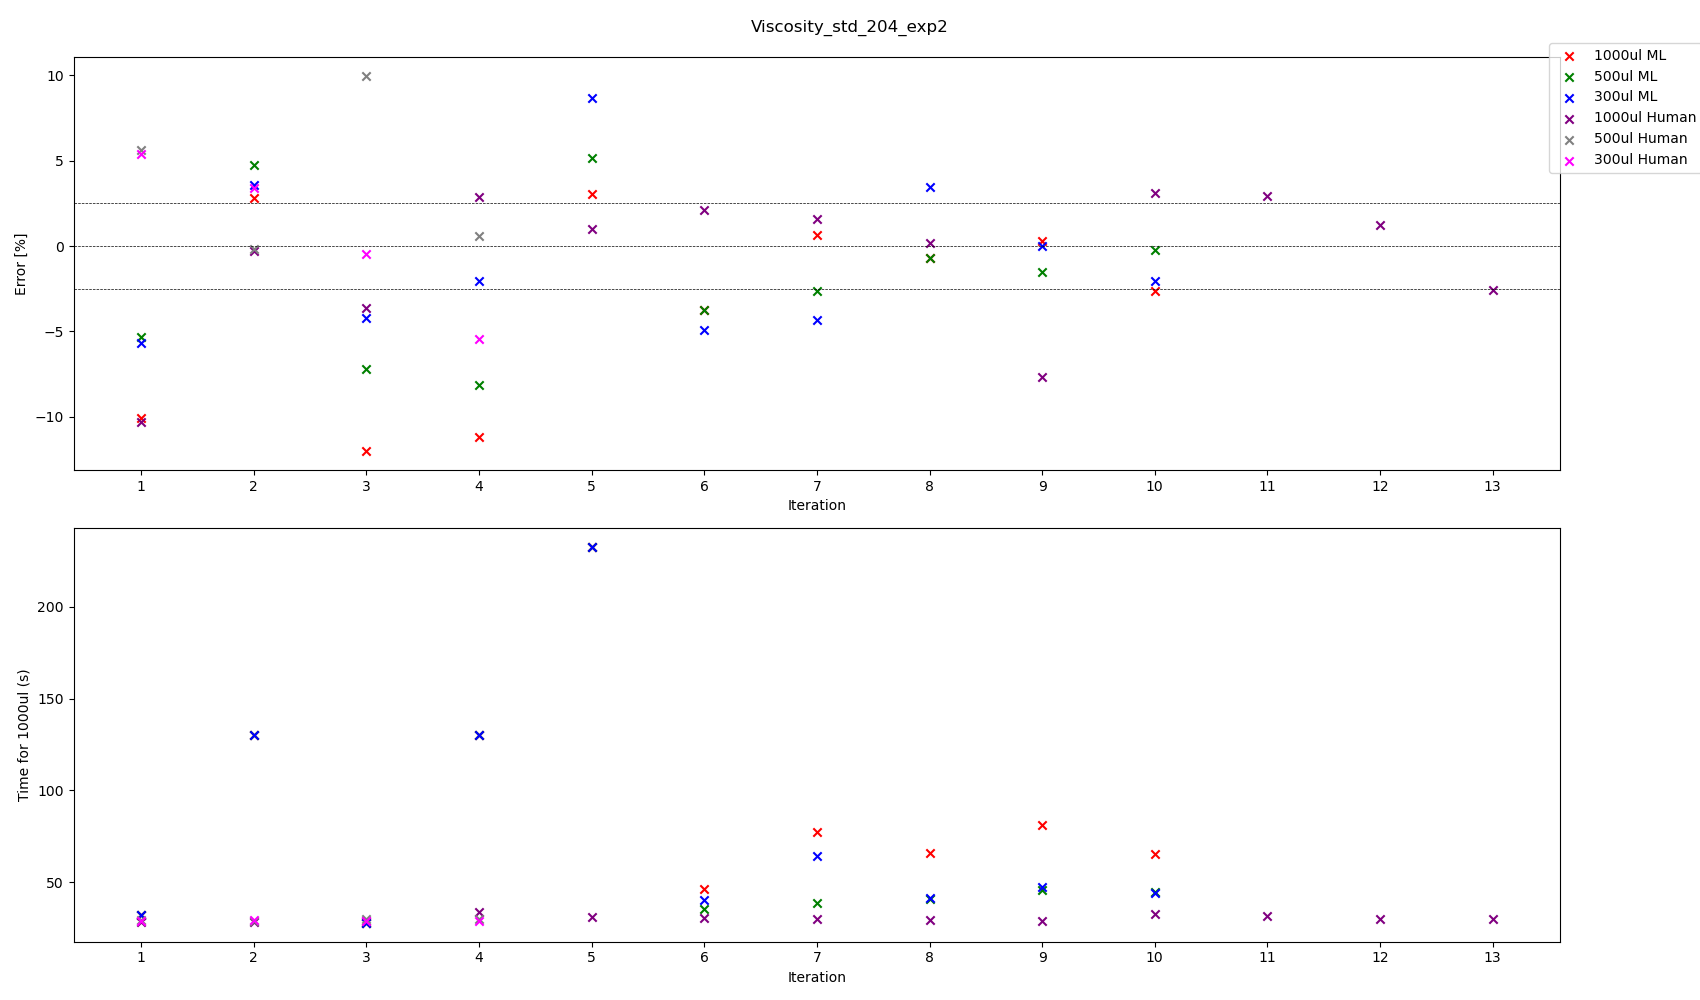 Viscosity_std_204_exp2
1000ul ML
500ul ML
300ul ML
1000ul Human
500ul Human
300ul Human
Error [%]
10
5
0
−5
−10
1 2 3 4 5 6 7 8 9 10 11 12 13
Iteration
Time for 1000ul (s)
200
150
100
50
1 2 3 4 5 6 7 8 9 10 11 12 13
Iteration